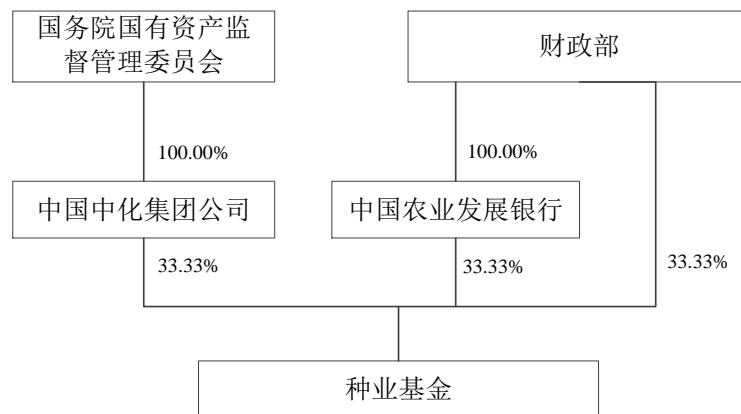 国务院国有资产监
督管理委员会
财政部
100.00%
100.00%
中国中化集团公司
中国农业发展银行
33.33%
33.33%
33.33%
种业基金